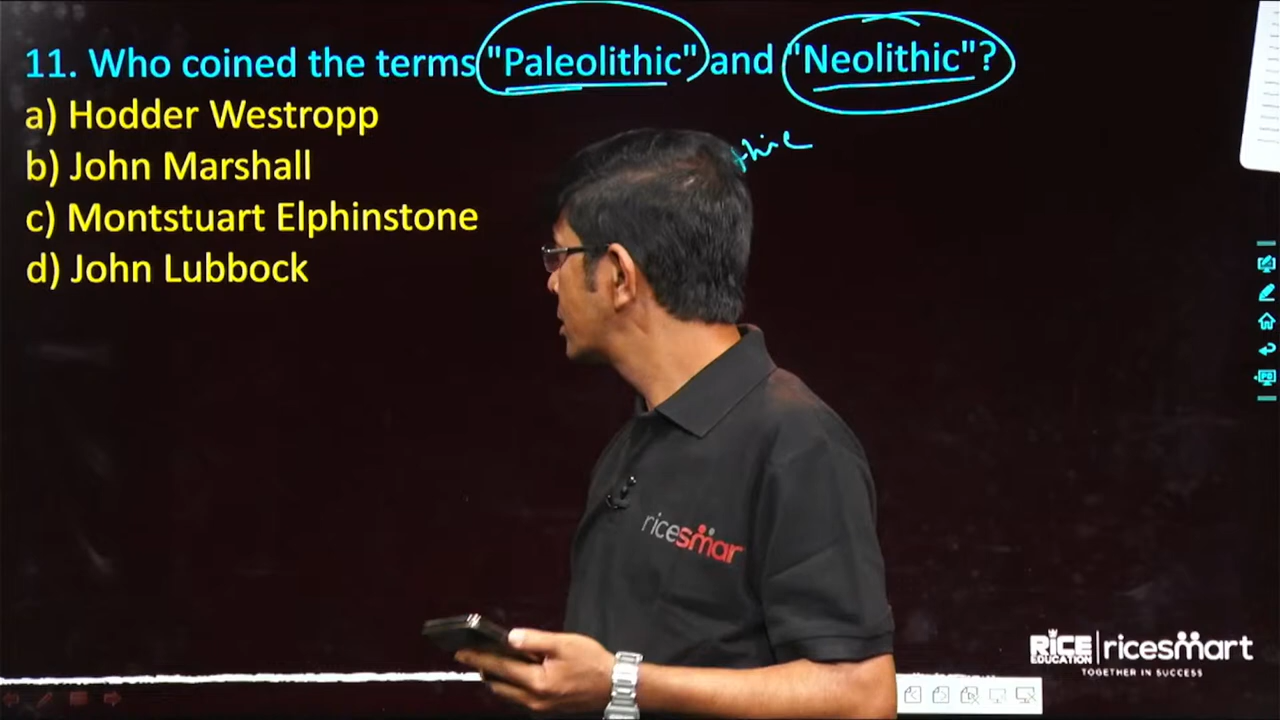 11. Who coined the terms "Paleolithic" and "Neolithic"?
a) Hodder Westropp
thic
b) John Marshall
c) Montstuart Elphinstone
d) John Lubbock
ricesmar
RICE EDUCATION ricesmart
TOGETHER IN SUCCESS